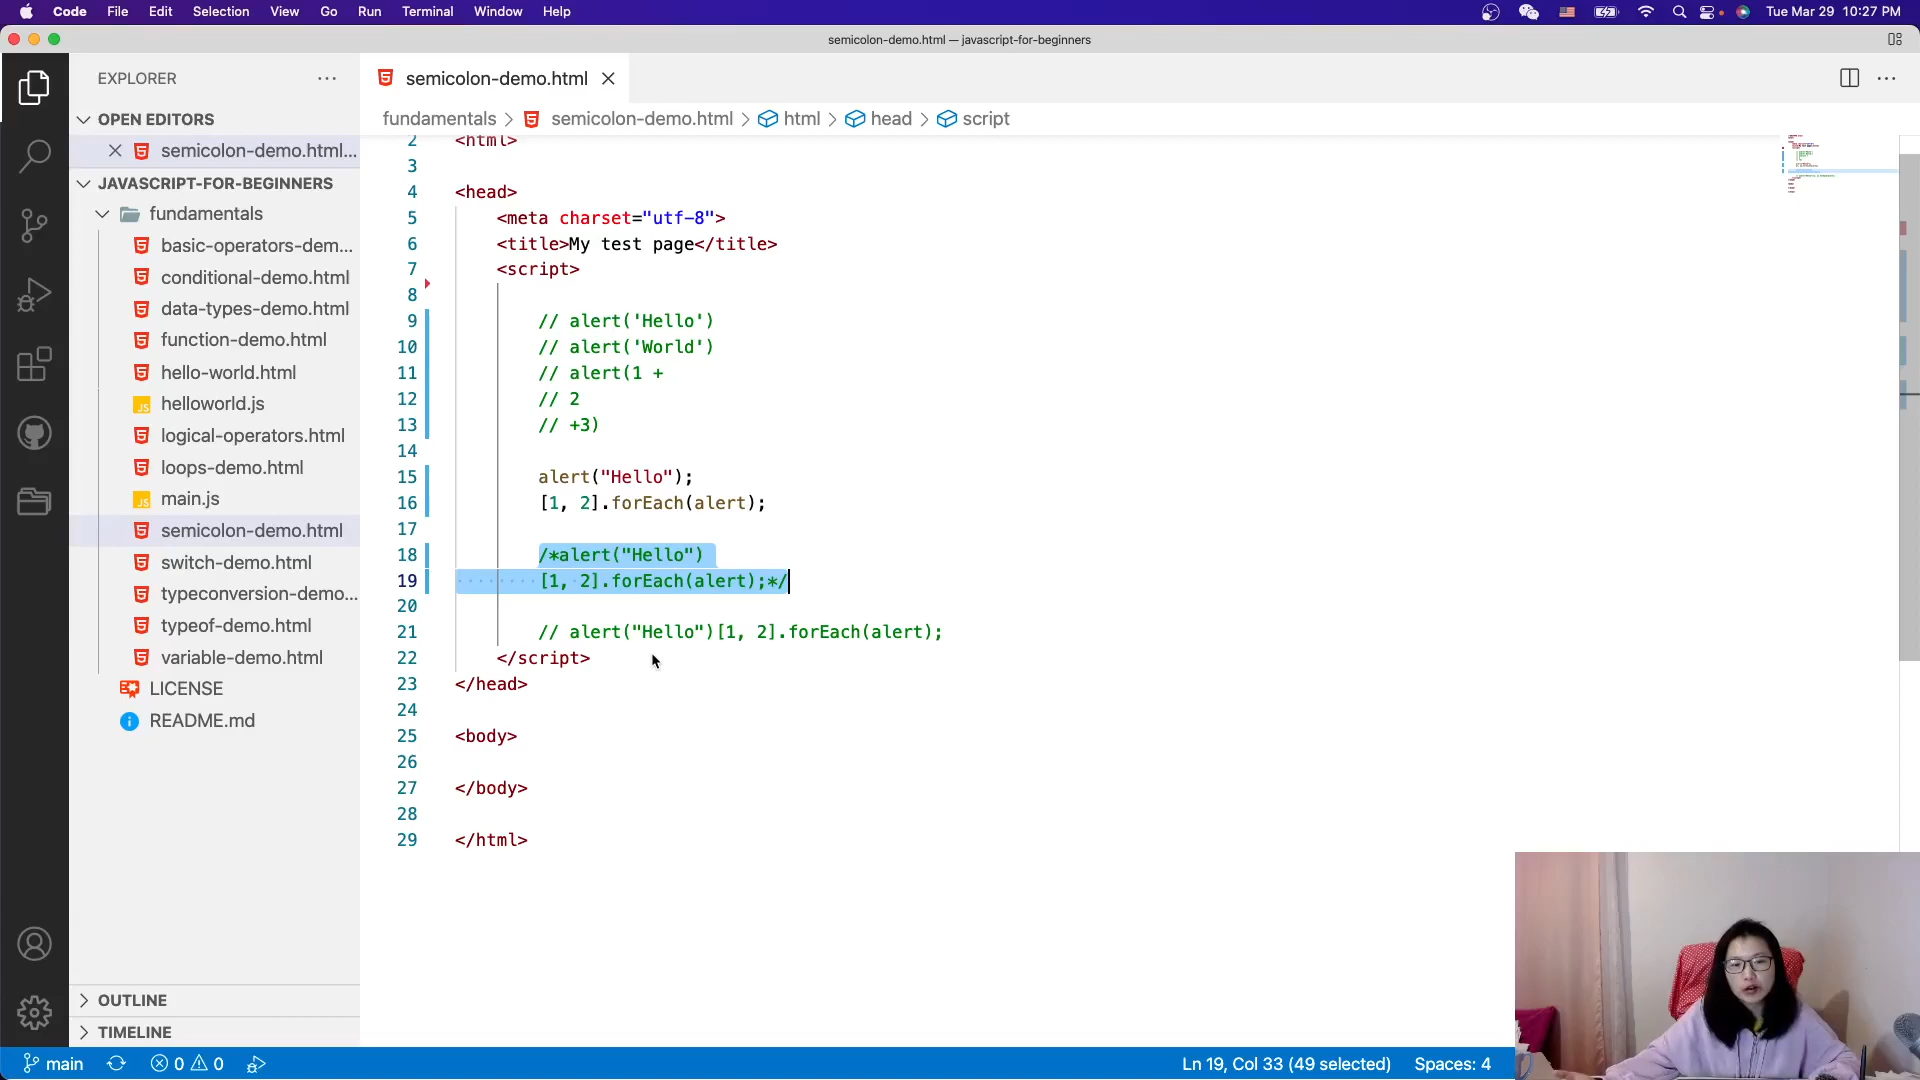 Code File Edit Selection View Go Run Terminal Window Help Tue Mar 29 10:27 PM
semicolon-demo.html — javascript-for-beginners
EXPLORER
semicolon-demo.html
OPEN EDITORS
fundamentals > semicolon-demo.html > html > head > script
semicolon-demo.html...
JAVASCRIPT-FOR-BEGINNERS
fundamentals
basic-operators-dem...
conditional-demo.html
data-types-demo.html
function-demo.html
hello-world.html
JS helloworld.js
logical-operators.html
loops-demo.html
JS main.js
semicolon-demo.html
switch-demo.html
typeconversion-demo...
typeof-demo.html
variable-demo.html
LICENSE
README.md
OUTLINE
TIMELINE
2 <html>
3
4 <head>
5 <meta charset="utf-8">
6 <title>My test page</title>
7 <script>
8
9 // alert('Hello')
10 // alert('World')
11 // alert(1 +
12 // 2
13 // +3)
14
15 alert("Hello");
16 [1, 2].forEach(alert);
17
18 /*alert("Hello")
19 [1, 2].forEach(alert);*/
20
21 // alert("Hello")[1, 2].forEach(alert);
22 </script>
23 </head>
24
25 <body>
26
27 </body>
28
29 </html>
main 0 0 Ln 19, Col 33 (49 selected) Spaces: 4